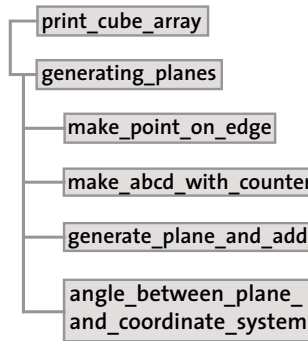 print_cube_array
generating_planes
make_point_on_edge
make_abcd_with_counter
generate_plane_and_add
angle_between_plane_
and_coordinate_system